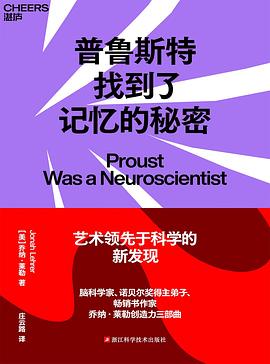 CHEERS
湛庐
普鲁斯特
找到了
记忆的秘密
Proust
Was a Neuroscientist
艺术领先于科学的
新发现
Jonah Lehrer
[美]乔纳·莱勒 著
庄云路 译
脑科学家、诺贝尔奖得主弟子、
畅销书作家
乔纳·莱勒创造力三部曲
浙江科学技术出版社